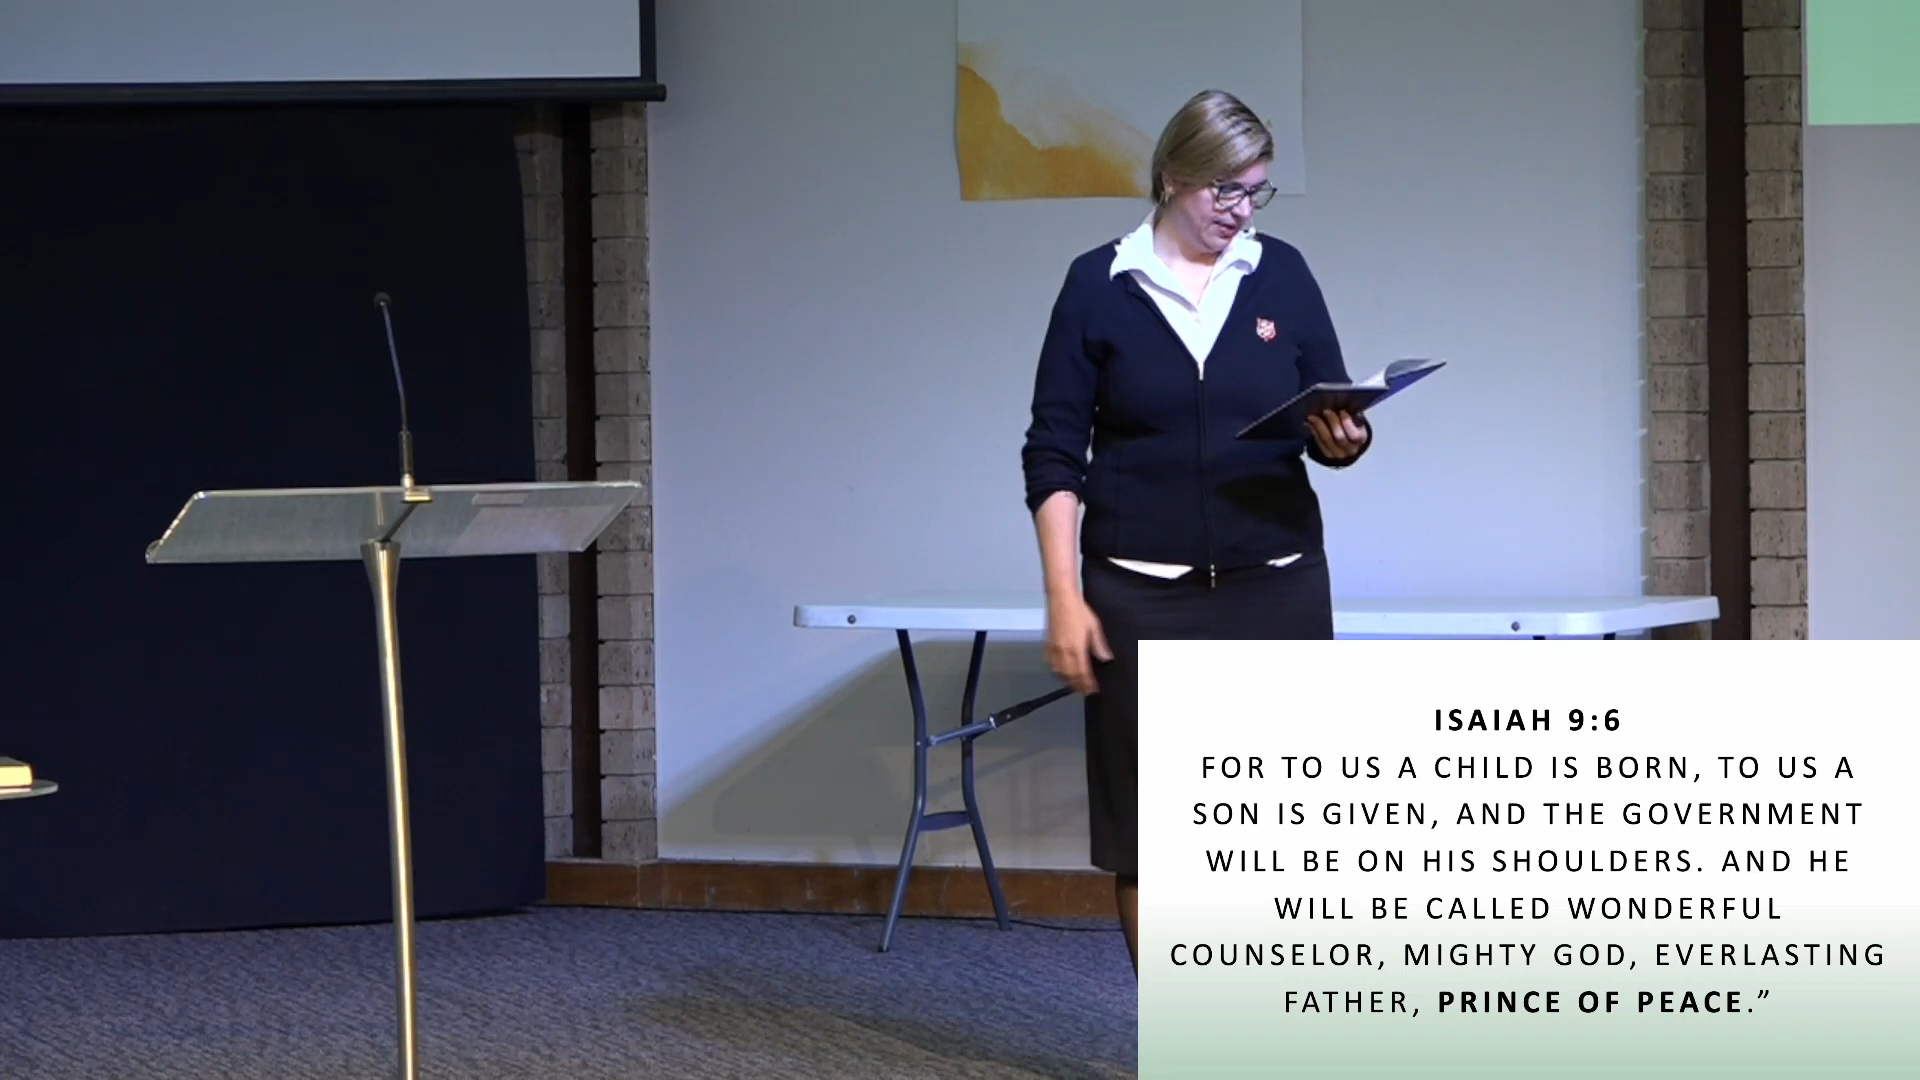 ISAIAH 9:6
FOR TO US A CHILD IS BORN, TO US A
SON IS GIVEN, AND THE GOVERNMENT
WILL BE ON HIS SHOULDERS. AND HE
WILL BE CALLED WONDERFUL
COUNSELOR, MIGHTY GOD, EVERLASTING
FATHER, PRINCE OF PEACE.”